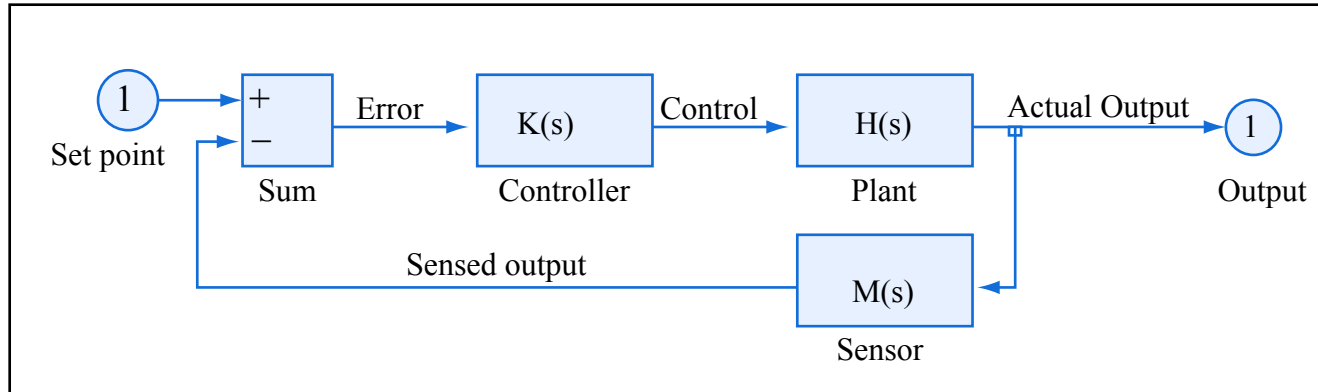 1
Set point
+
−
Sum
Error
K(s)
Controller
Control
H(s)
Plant
Actual Output
1
Output
Sensed output
M(s)
Sensor